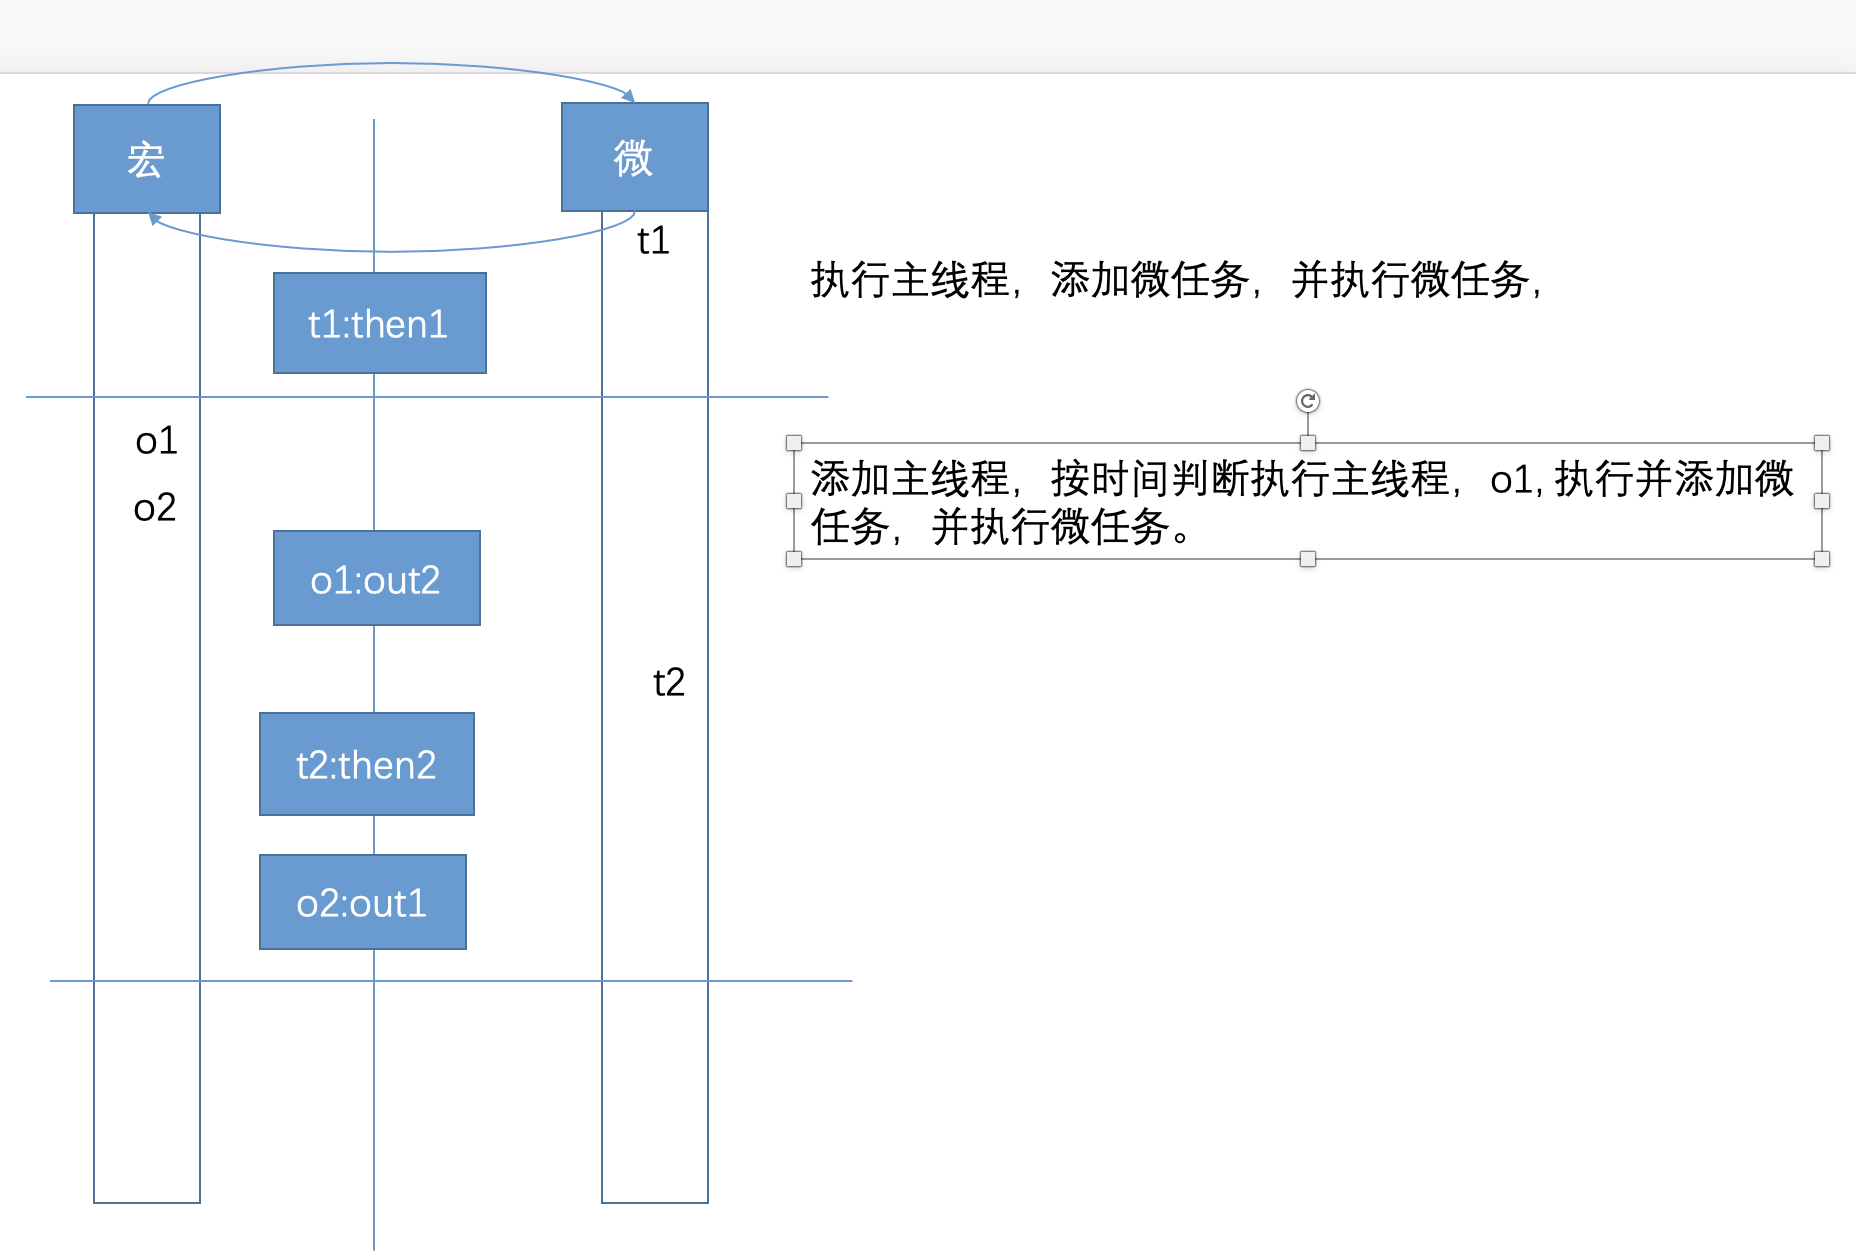 宏
微
t1
执行主线程，添加微任务，并执行微任务，
t1:then1
o1
添加主线程，按时间判断执行主线程，o1, 执行并添加微
任务，并执行微任务。
o2
o1:out2
t2
t2:then2
o2:out1